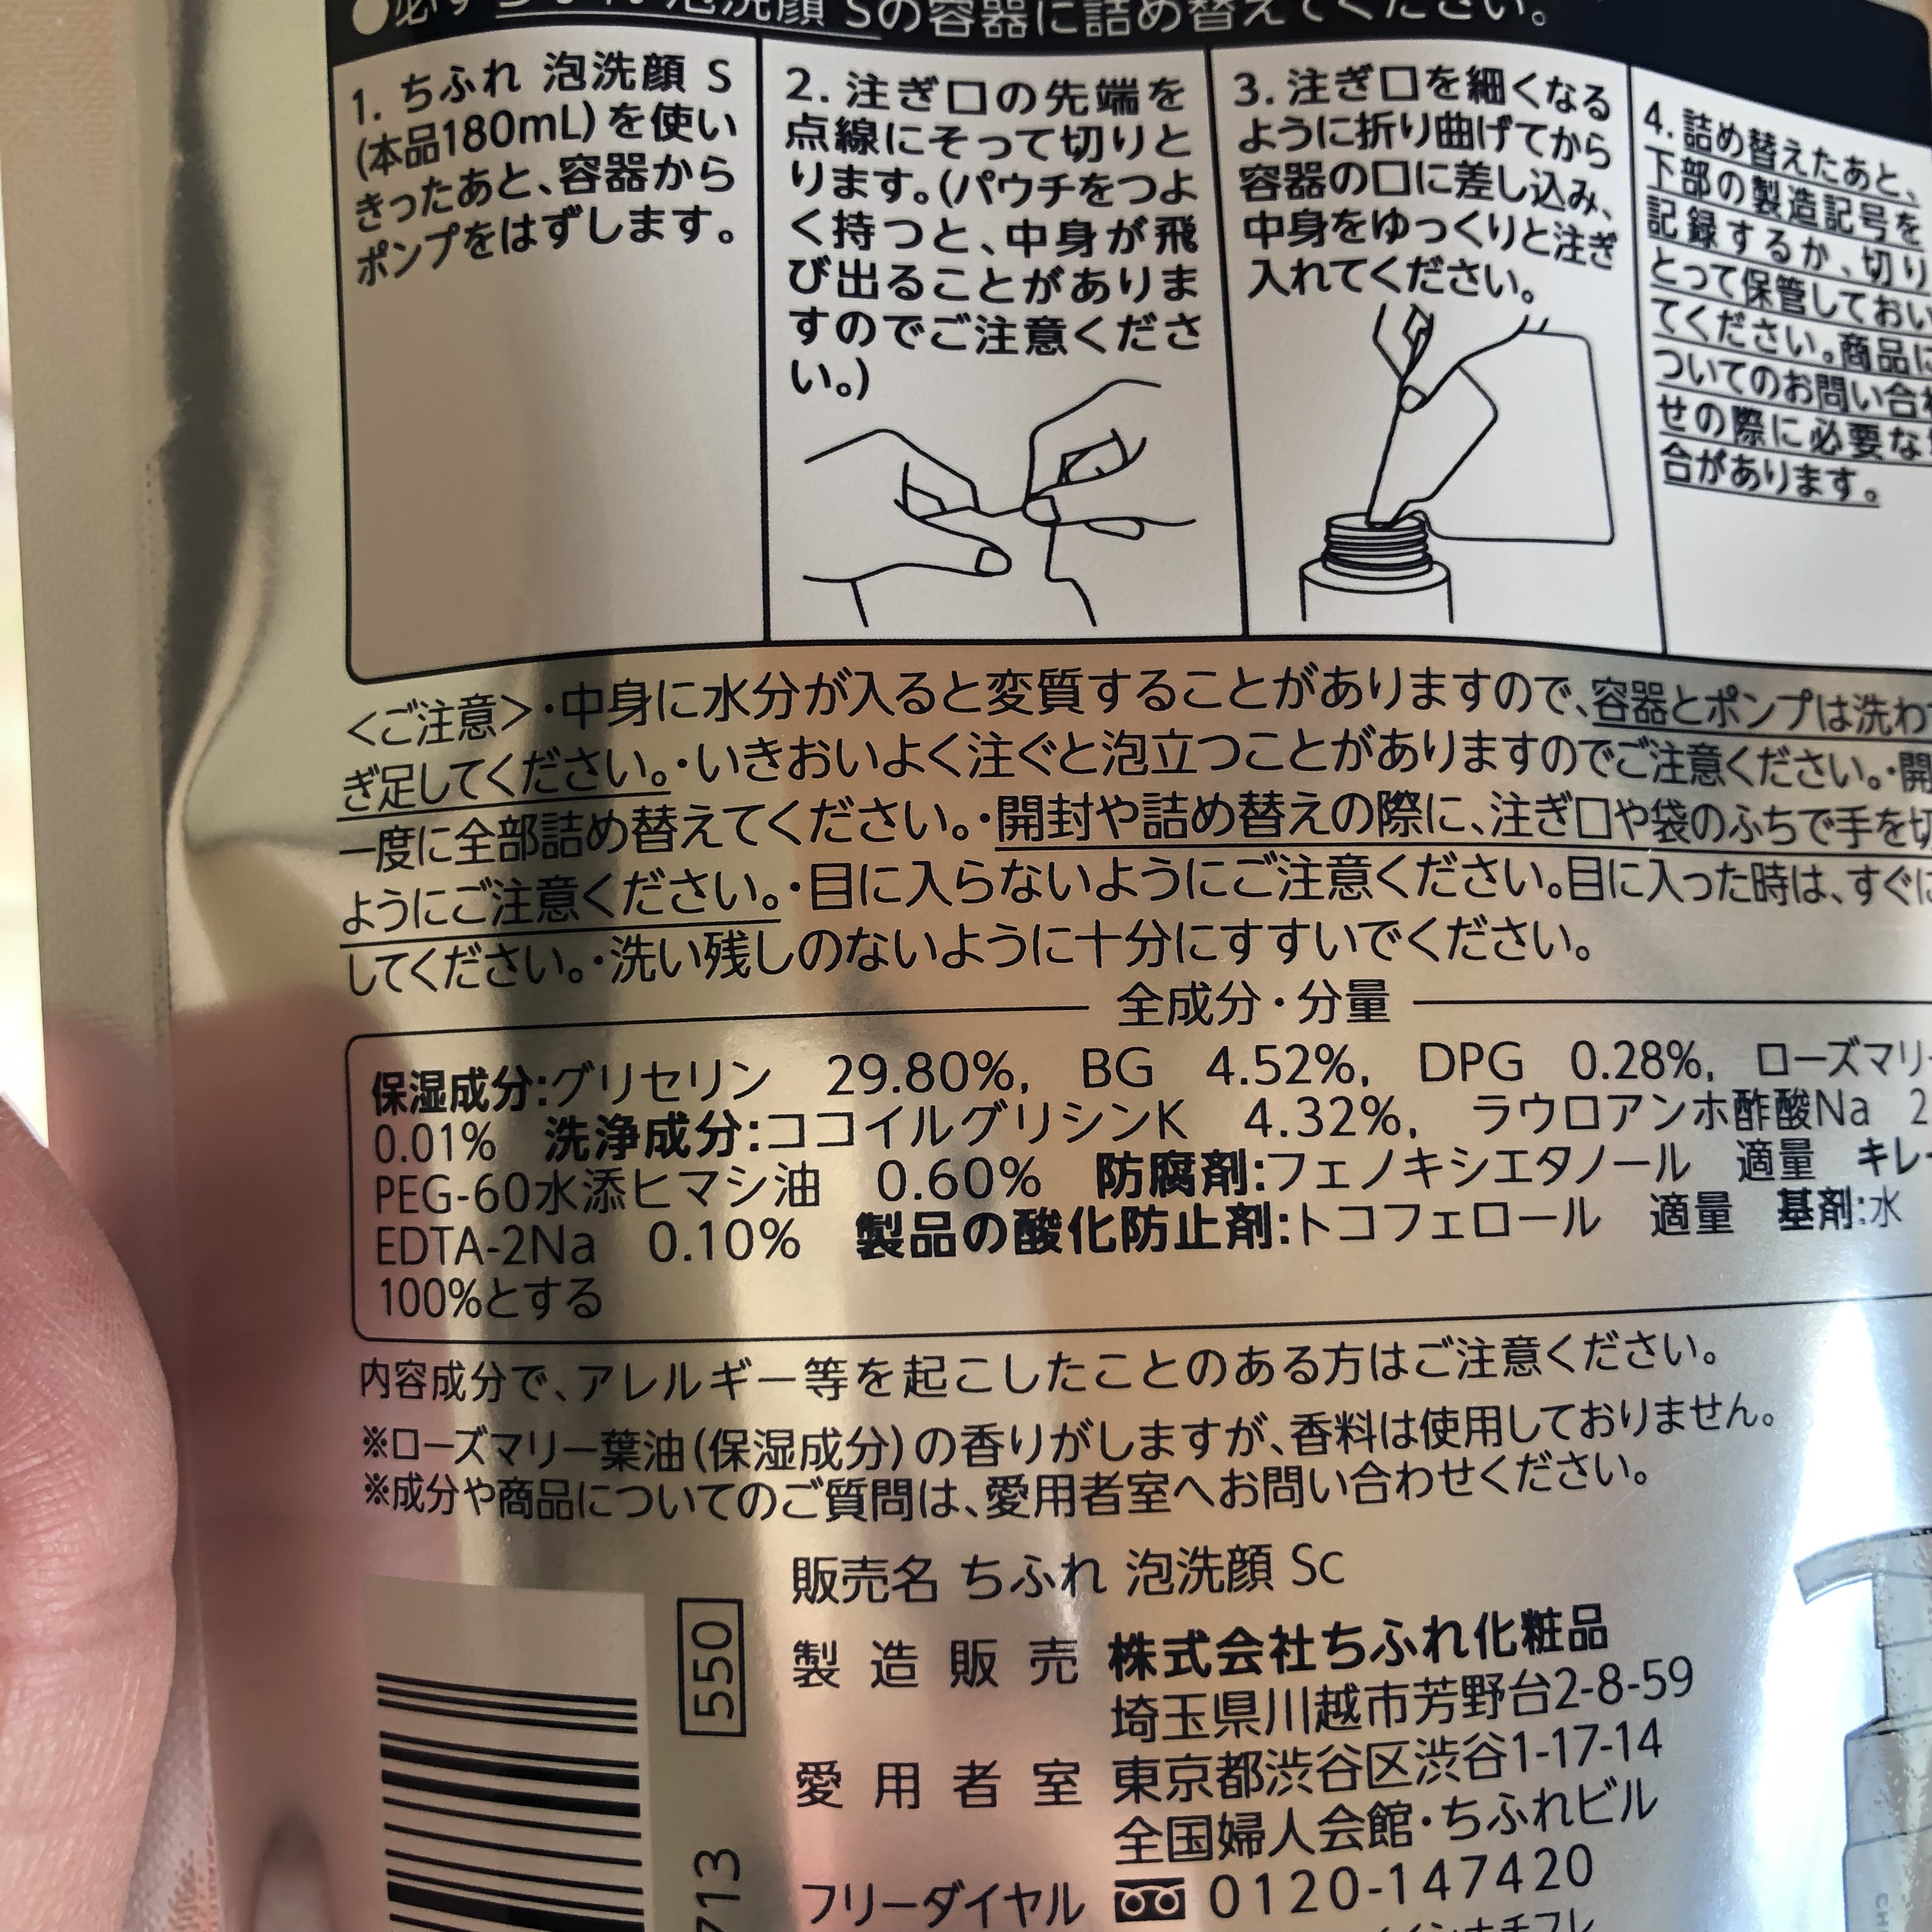 ●必ず ちふれ 泡洗顔 Sの容器に詰め替えてください。
1. ちふれ 泡洗顔 S
(本品180mL)を使い
きったあと、容器から
ポンプをはずします。
2. 注ぎ口の先端を
点線にそって切りと
ります。(パウチをつよ
く持つと、中身が飛
び出ることがありま
すのでご注意くださ
い。)
3. 注ぎ口を細くなる
ように折り曲げてから
容器の口に差し込み、
中身をゆっくりと注ぎ
入れてください。
4. 詰め替えたあと、
下部の製造記号を
記録するか、切り
とって保管しておい
てください。商品に
ついてのお問い合わ
せの際に必要な
合があります。
<ご注意>・中身に水分が入ると変質することがありますので、容器とポンプは洗わ
ぎ足してください。・いきおいよく注ぐと泡立つことがありますのでご注意ください。・開
一度に全部詰め替えてください。・開封や詰め替えの際に、注ぎ口や袋のふちで手を切
ようにご注意ください。・目に入らないようにご注意ください。目に入った時は、すぐに
してください。・洗い残しのないように十分にすすいでください。
全成分・分量
保湿成分:グリセリン 29.80%, BG 4.52%, DPG 0.28%, ローズマリー
0.01% 洗浄成分:ココイルグリシンK 4.32%, ラウロアンホ酢酸Na 2
PEG-60水添ヒマシ油 0.60% 防腐剤:フェノキシエタノール 適量 キレー
EDTA-2Na 0.10% 製品の酸化防止剤:トコフェロール 適量 基剤:水
100%とする
内容成分で、アレルギー等を起こしたことのある方はご注意ください。
※ローズマリー葉油(保湿成分)の香りがしますが、香料は使用しておりません。
※成分や商品についてのご質問は、愛用者室へお問い合わせください。
販売名 ちふれ 泡洗顔 Sc
製造販売 株式会社ちふれ化粧品
埼玉県川越市芳野台2-8-59
愛用者室 東京都渋谷区渋谷1-17-14
全国婦人会館・ちふれビル
フリーダイヤル 0120-147420
550
713